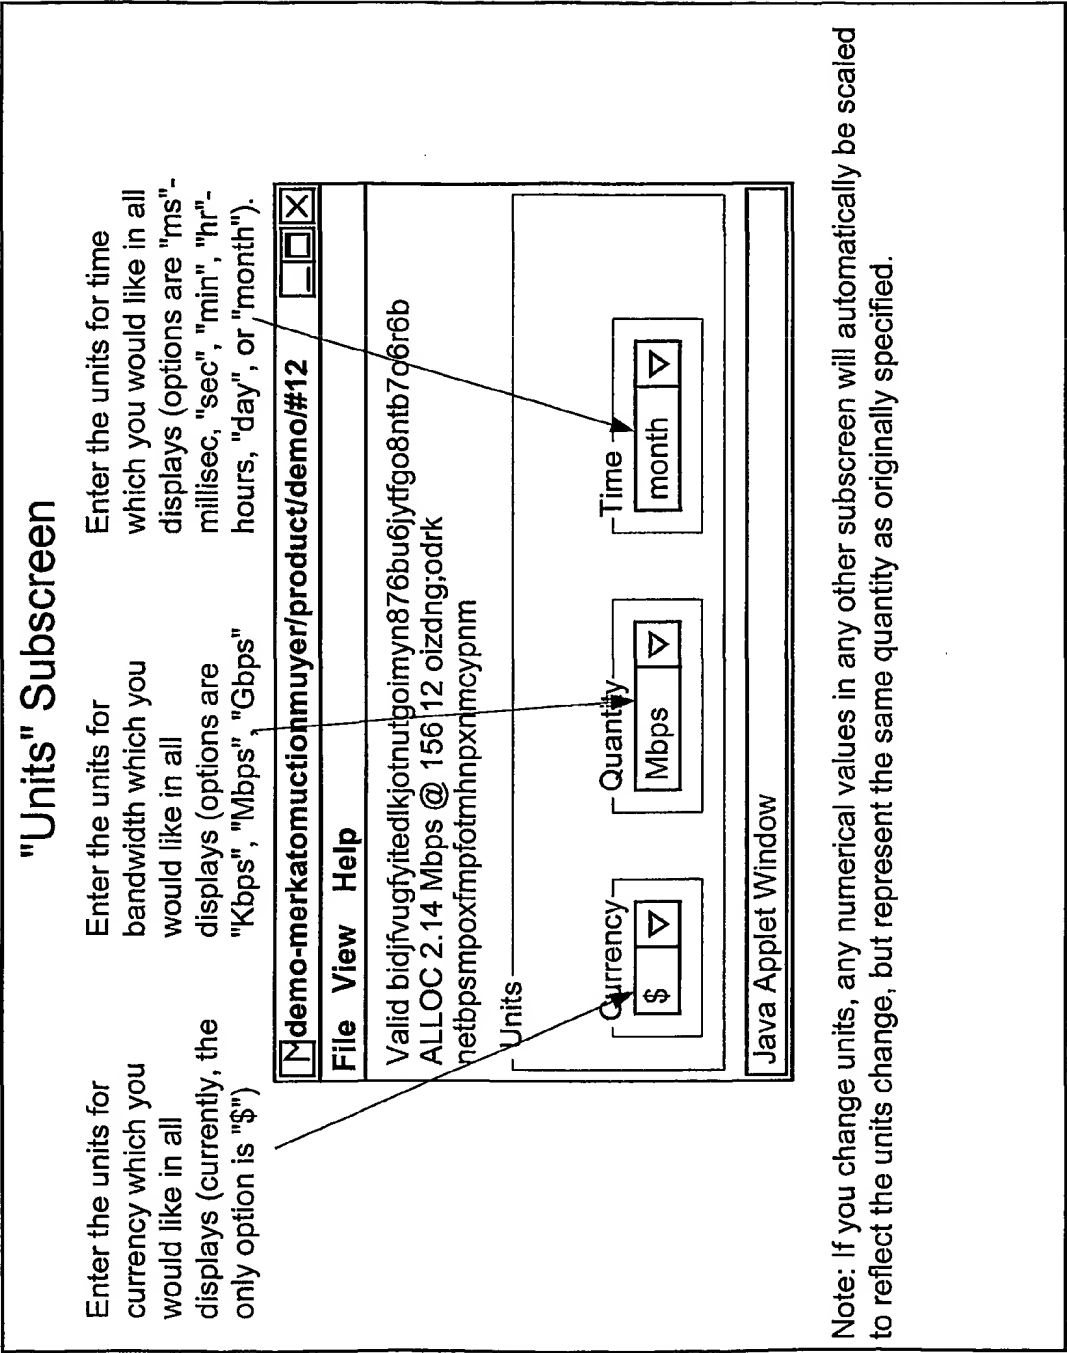 "Units" Subscreen
Enter the units for
currency which you
would like in all
displays (currently, the
only option is "$")
Enter the units for
bandwidth which you
would like in all
displays (options are
"Kbps", "Mbps" "Gbps"
Enter the units for time
which you would like in all
displays (options are "ms"-
millisec, "sec", "min", "hr"-
hours, "day", or "month").
M demo-merkatomuctionmuyer/product/demo/#12
File View Help
Valid bidjfvugfyitedlkjotnutgoimyn876bu6jytfgo8ntb7o6r6b
ALLOC 2.14 Mbps @ 156 12 oizdng;odrk
netbpsmpoxfmpfotmhnpxnmcypnm
Units
Currency
$
Quantity
Mbps
Time
month
Java Applet Window
Note: If you change units, any numerical values in any other subscreen will automatically be scaled
to reflect the units change, but represent the same quantity as originally specified.